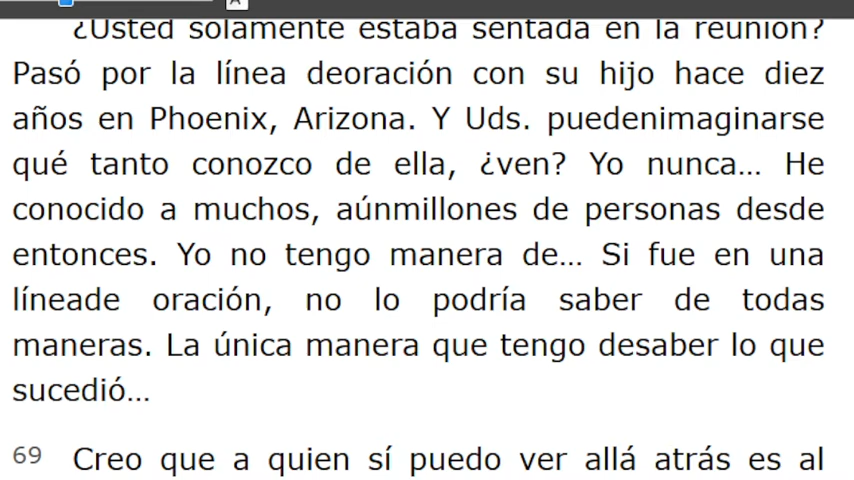 ¿Usted solamente estaba sentada en la reunión?
Pasó por la línea deoración con su hijo hace diez
años en Phoenix, Arizona. Y Uds. puedenimaginarse
qué tanto conozco de ella, ¿ven? Yo nunca... He
conocido a muchos, aúnmillones de personas desde
entonces. Yo no tengo manera de... Si fue en una
líneade oración, no lo podría saber de todas
maneras. La única manera que tengo desaber lo que
sucedió...
69 Creo que a quien sí puedo ver allá atrás es al